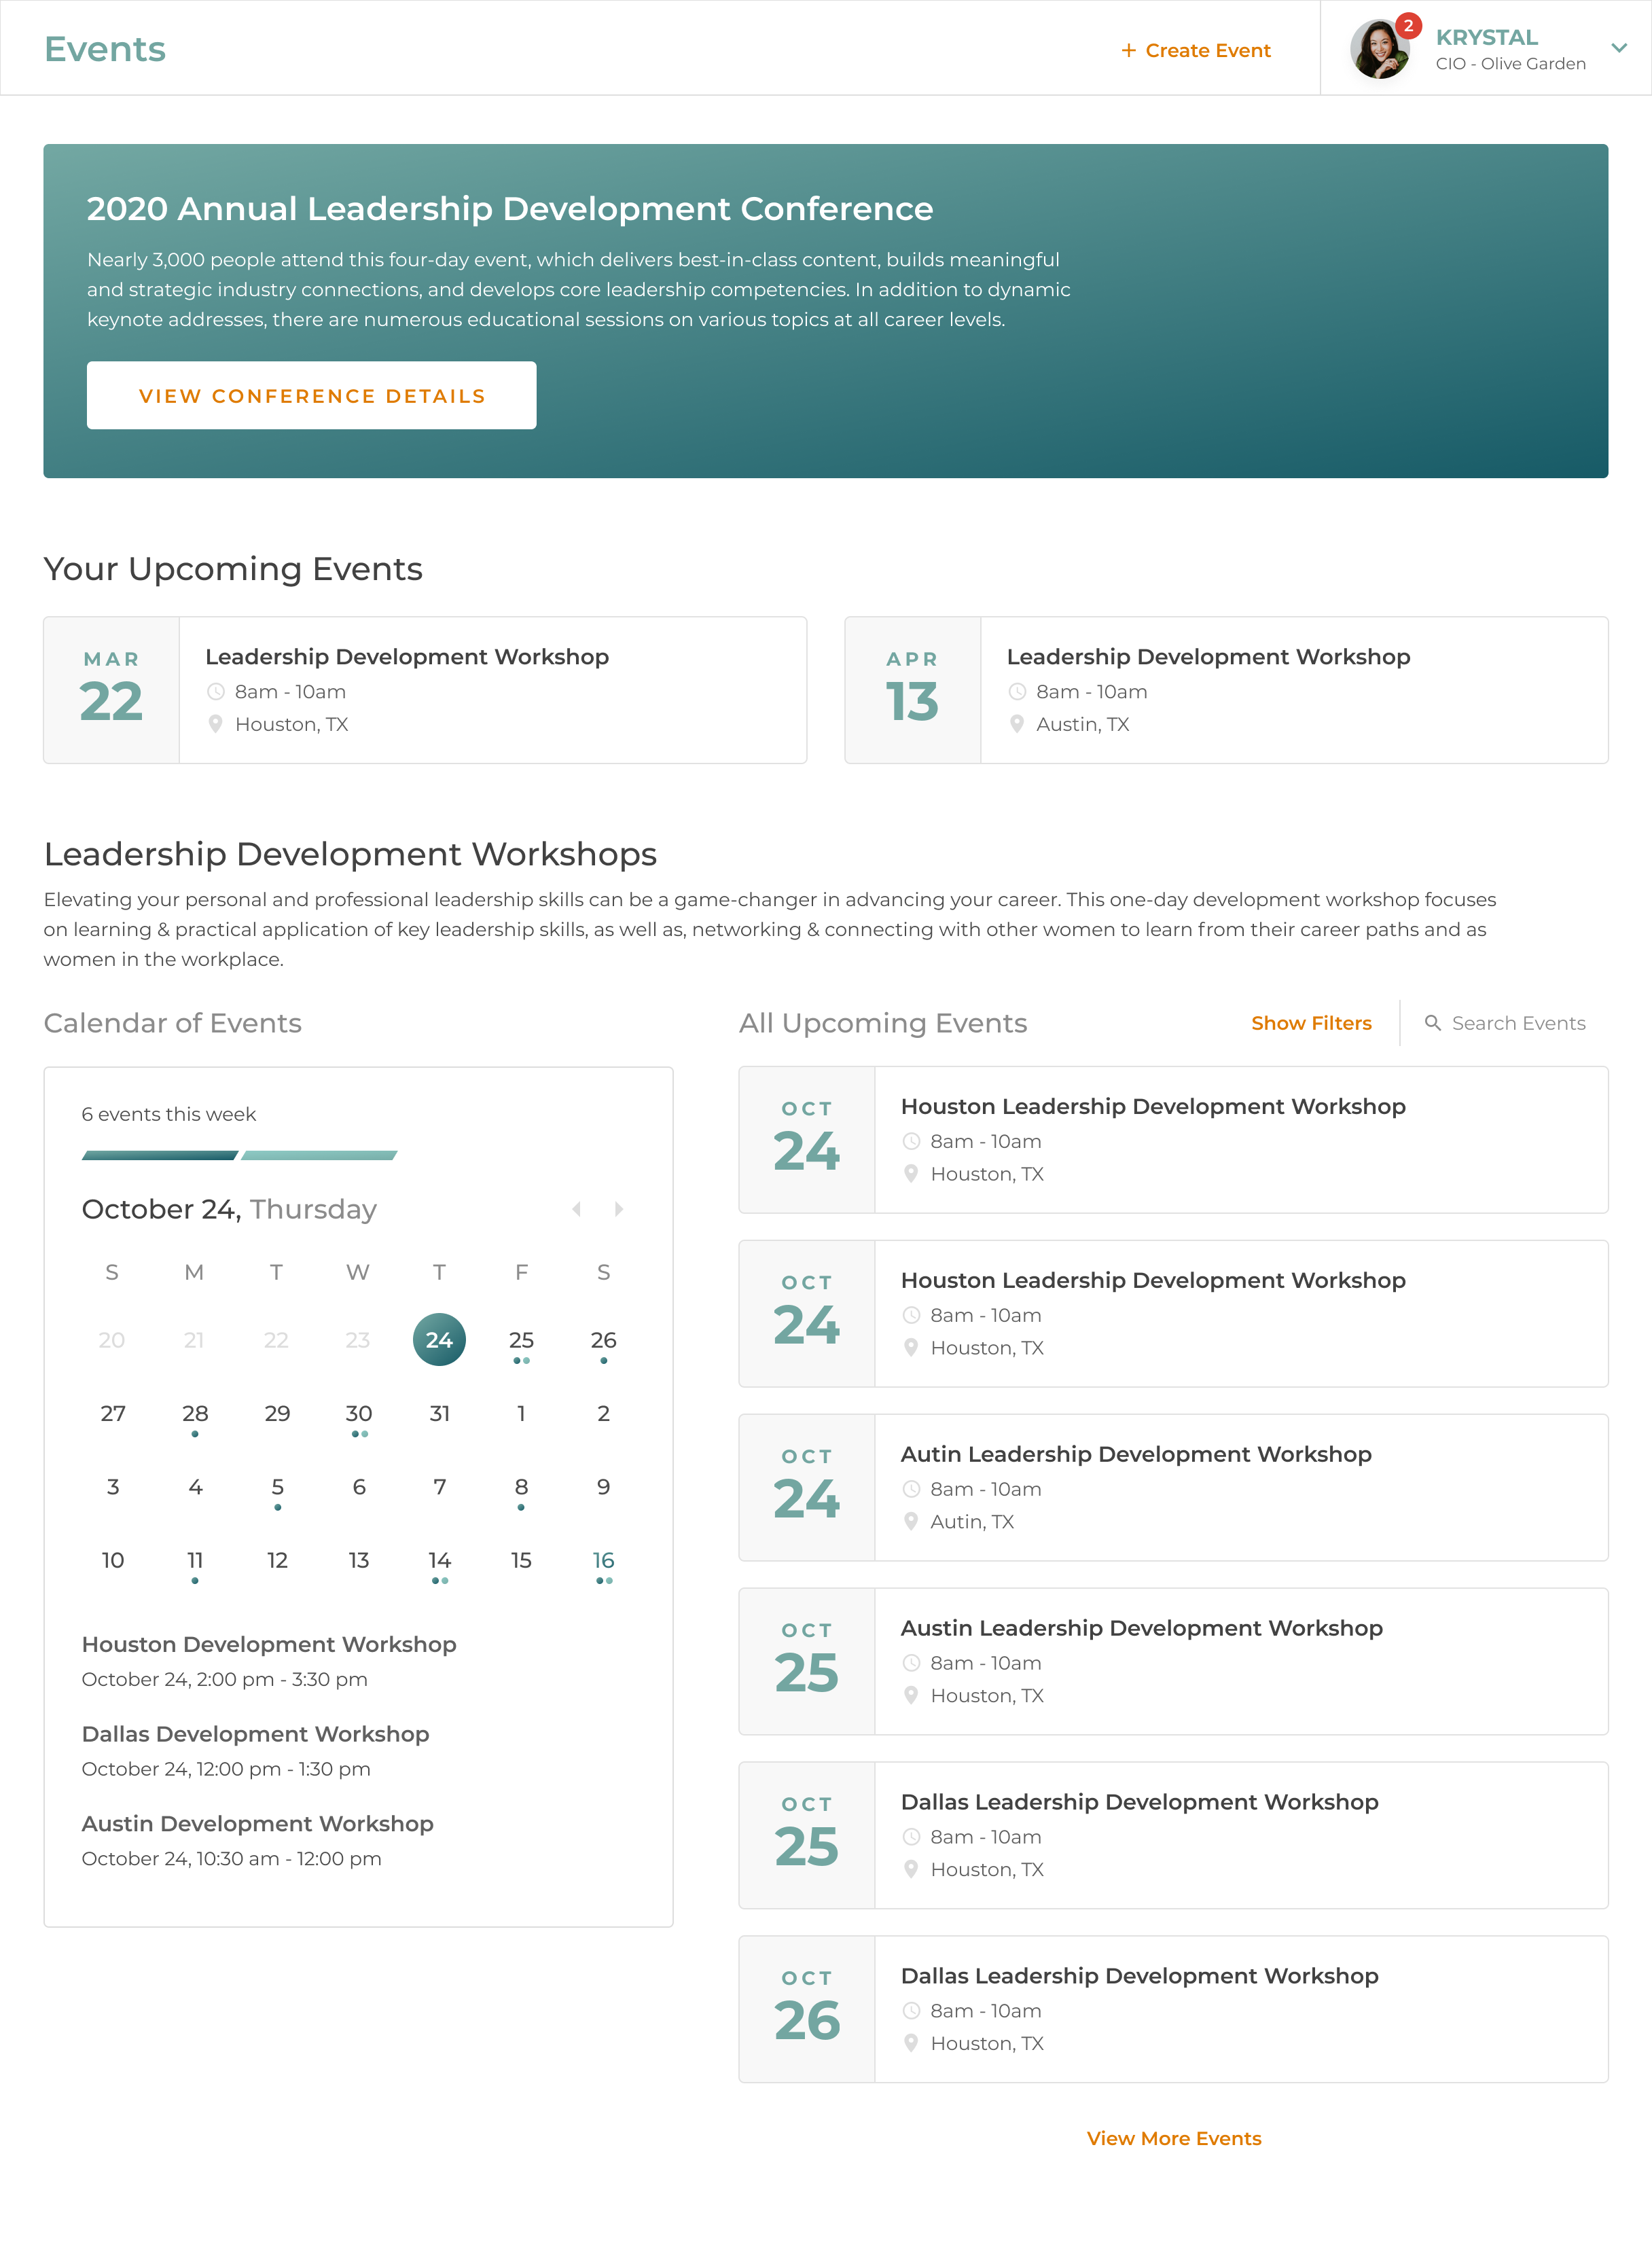 Events
+ Create Event
2
KRYSTAL
CIO - Olive Garden
2020 Annual Leadership Development Conference
Nearly 3,000 people attend this four-day event, which delivers best-in-class content, builds meaningful
and strategic industry connections, and develops core leadership competencies. In addition to dynamic
keynote addresses, there are numerous educational sessions on various topics at all career levels.
VIEW CONFERENCE DETAILS
Your Upcoming Events
MAR
22
Leadership Development Workshop
8am - 10am
Houston, TX
APR
13
Leadership Development Workshop
8am - 10am
Austin, TX
Leadership Development Workshops
Elevating your personal and professional leadership skills can be a game-changer in advancing your career. This one-day development workshop focuses
on learning & practical application of key leadership skills, as well as, networking & connecting with other women to learn from their career paths and as
women in the workplace.
Calendar of Events
6 events this week
October 24, Thursday
S M T W T F S
20 21 22 23 24 25 26
27 28 29 30 31 1 2
3 4 5 6 7 8 9
10 11 12 13 14 15 16
Houston Development Workshop
October 24, 2:00 pm - 3:30 pm
Dallas Development Workshop
October 24, 12:00 pm - 1:30 pm
Austin Development Workshop
October 24, 10:30 am - 12:00 pm
All Upcoming Events
Show Filters
Search Events
OCT
24
Houston Leadership Development Workshop
8am - 10am
Houston, TX
OCT
24
Houston Leadership Development Workshop
8am - 10am
Houston, TX
OCT
24
Autin Leadership Development Workshop
8am - 10am
Autin, TX
OCT
25
Austin Leadership Development Workshop
8am - 10am
Houston, TX
OCT
25
Dallas Leadership Development Workshop
8am - 10am
Houston, TX
OCT
26
Dallas Leadership Development Workshop
8am - 10am
Houston, TX
View More Events